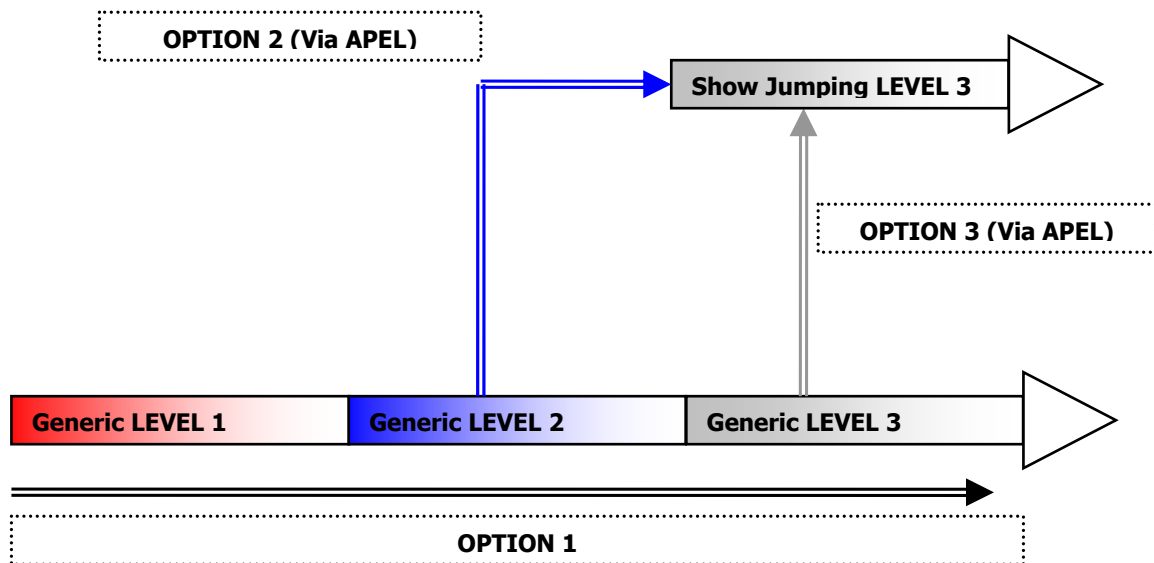 OPTION 2 (Via APEL)
Show Jumping LEVEL 3
OPTION 3 (Via APEL)
Generic LEVEL 1
Generic LEVEL 2
Generic LEVEL 3
OPTION 1